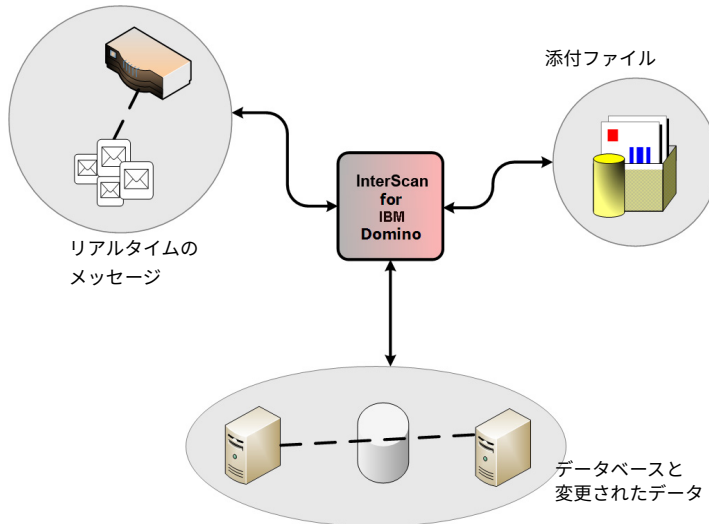 添付ファイル
InterScan
for
IBM
Domino
リアルタイムの
メッセージ
データベースと
変更されたデータ